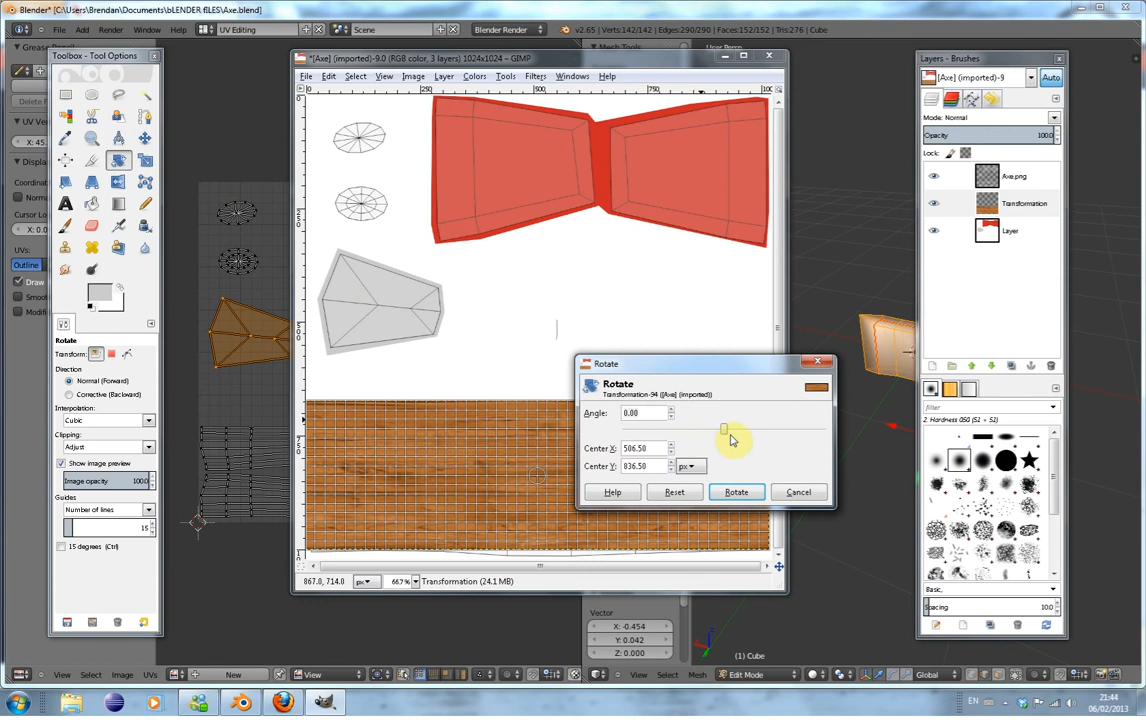 Blender* [C:\Users\Brendan\Documents\bLENDER fILES\Axe.blend]
File Add Render Window Help UV Editing Scene Blender Render v2.65 | Verts:142/142 | Edges:290/290 | Faces:152/152 | Tris:276 | Cube
Toolbox - Tool Options
Rotate
Transform:
Direction
Normal (Forward)
Corrective (Backward)
Interpolation:
Cubic
Clipping:
Adjust
Show image preview
Image opacity 100.0
Guides
Number of lines
15
15 degrees (Ctrl)
*[Axe] (imported)-9.0 (RGB color, 3 layers) 1024x1024 – GIMP
File Edit Select View Image Layer Colors Tools Filters Windows Help
250 500 750
Rotate
Rotate
Transformation-94 ([Axe] (imported))
Angle: 0.00
Center X: 506.50
Center Y: 836.50 px
Help Reset Rotate Cancel
867.0, 714.0 px 66.7% Transformation (24.1 MB)
Layers - Brushes
[Axe] (imported)-9 Auto
Mode: Normal
Opacity 100.0
Lock:
Axe.png
Transformation
Layer
filter
2. Hardness 050 (51 × 51)
Basic,
Spacing 10.0
Vector
X: -0.454
Y: 0.042
Z: 0.000
(1) Cube
View Select Image UVs New View
View Select Mesh Edit Mode Global
EN
21:44
06/02/2013